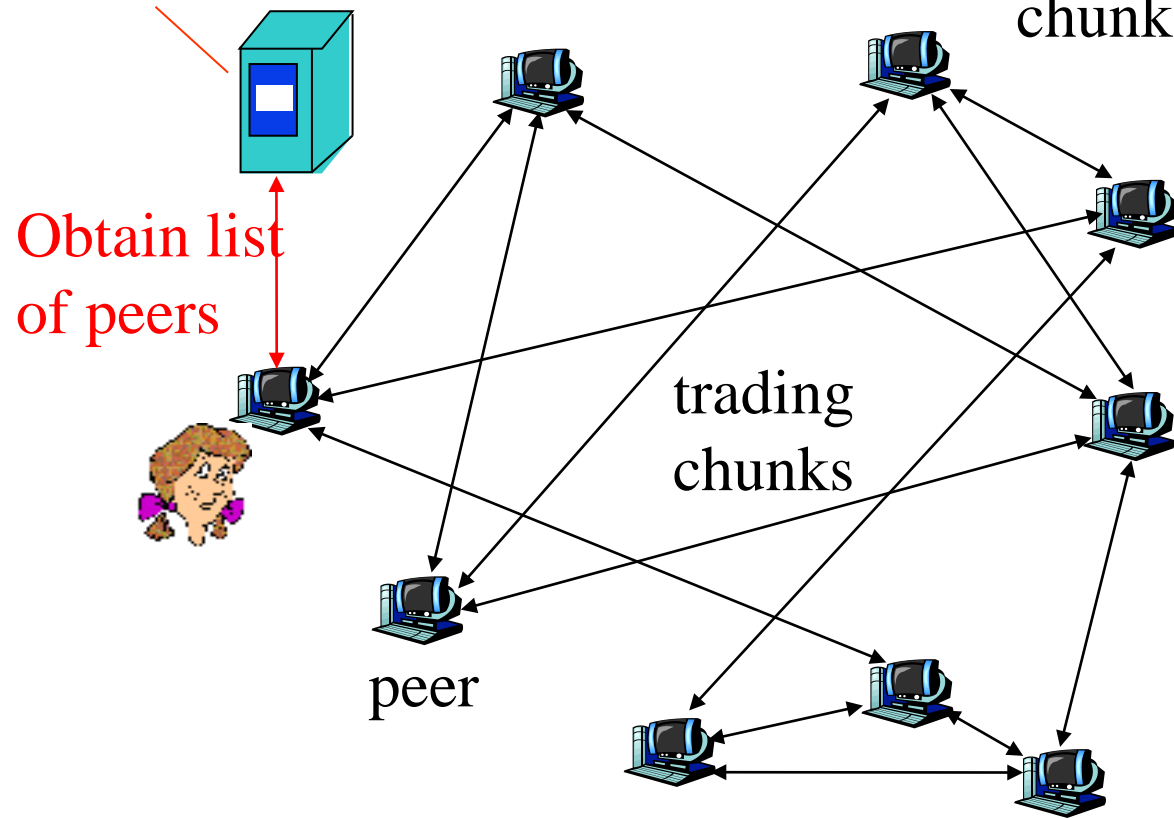 chunk
Obtain list
of peers
trading
chunks
peer